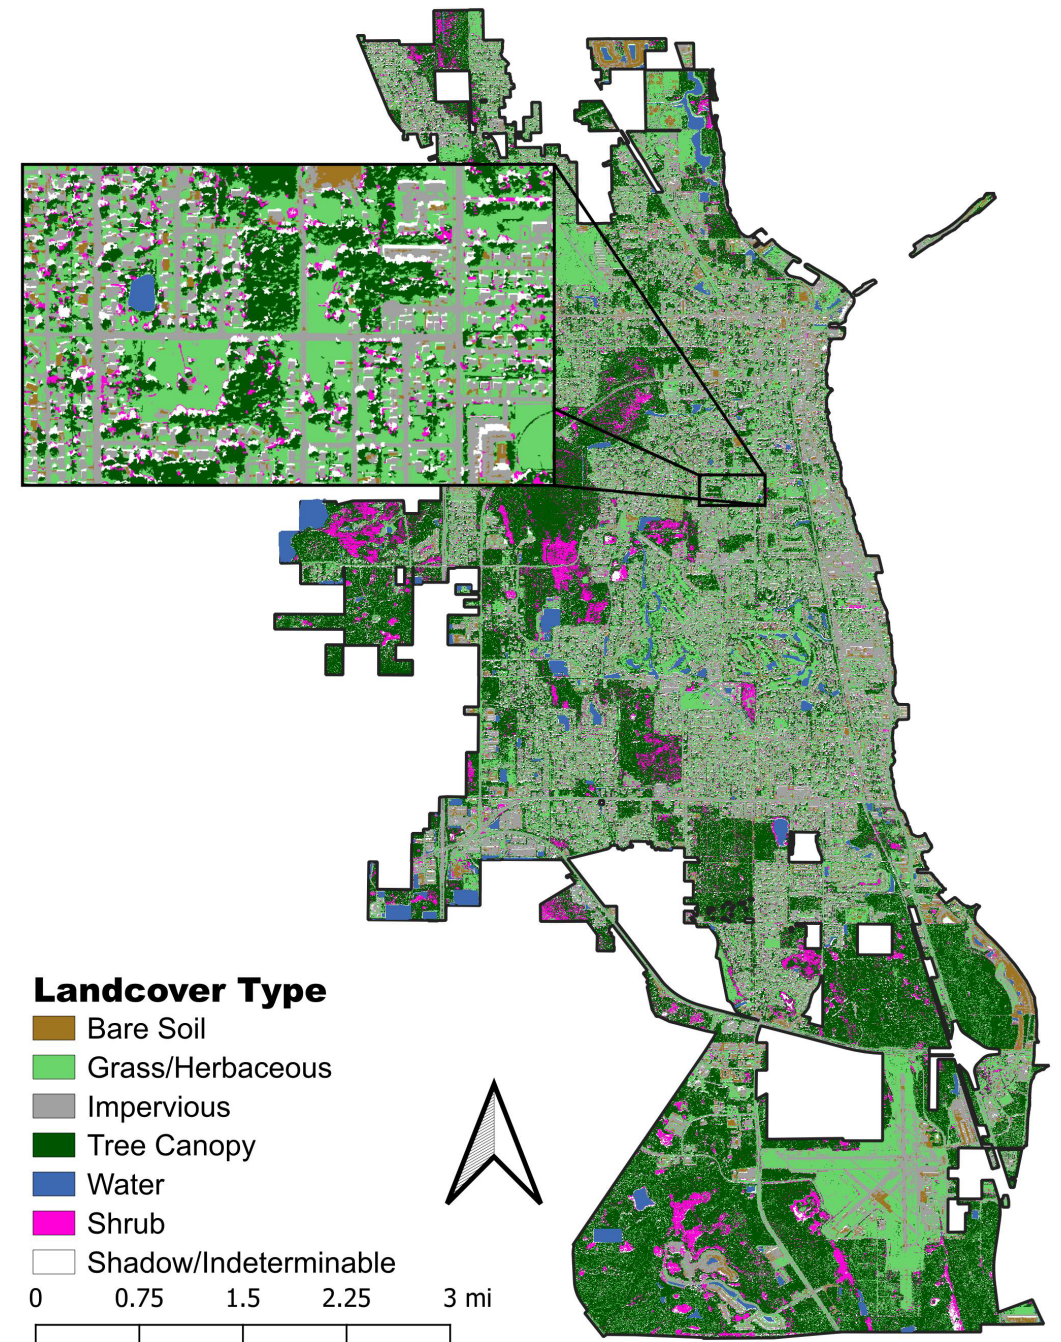 Landcover Type
Bare Soil
Grass/Herbaceous
Impervious
Tree Canopy
Water
Shrub
Shadow/Indeterminable
0 0.75 1.5 2.25 3 mi